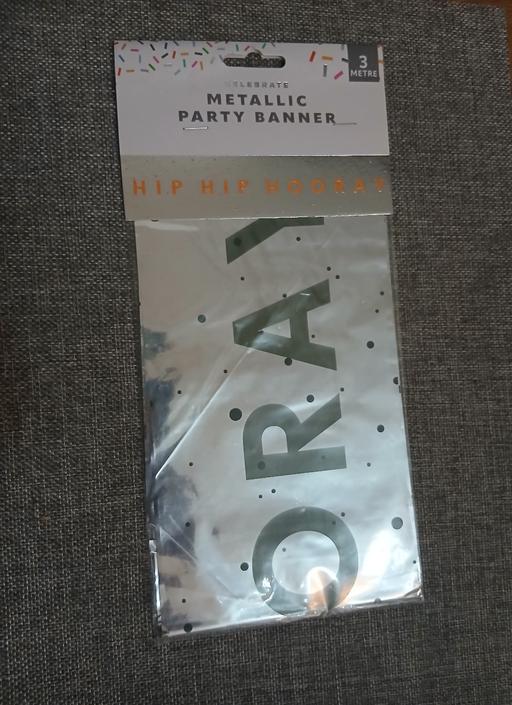 3
METRE
CELEBRATE
METALLIC
PARTY BANNER
HIP HIP HOORAY
ORAY